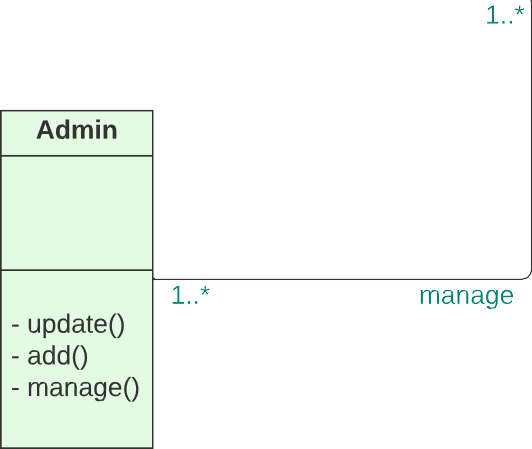 1..*
Admin
1..*
manage
- update()
- add()
- manage()